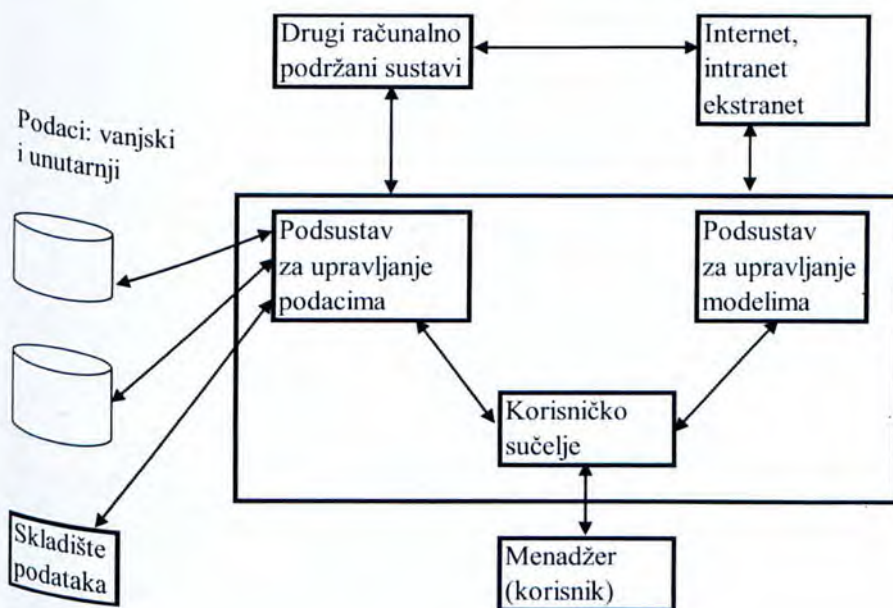 Drugi računalno
podržani sustavi
Internet,
intranet
ekstranet
Podaci: vanjski
i unutarnji
Podsustav
za upravljanje
podacima
Podsustav
za upravljanje
modelima
Korisničko
sučelje
Skladište
podataka
Menadžer
(korisnik)